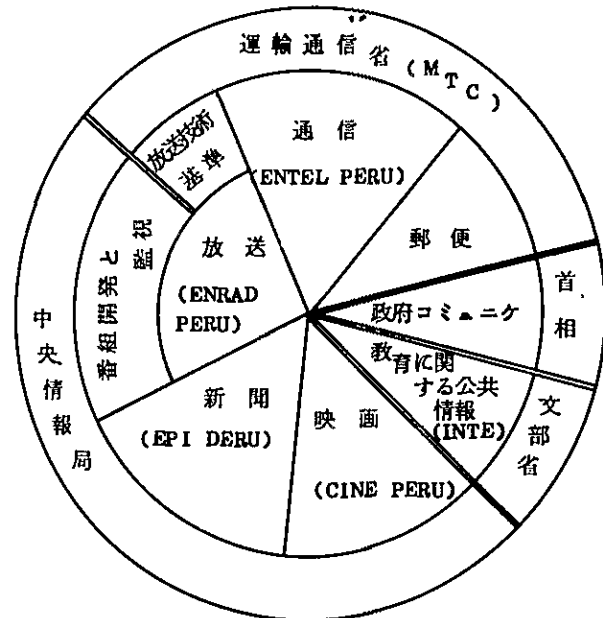 運輸通信省(MTC)
放送技術
基準
通信
(ENTEL PERU)
郵便
放送
(ENRAD
PERU)
番組開発と
監視
首相
政府コミュニケ
教育に関
する公共
情報
(INTE)
文部省
中央情報局
新聞
(EPI DERU)
映画
(CINE PERU)